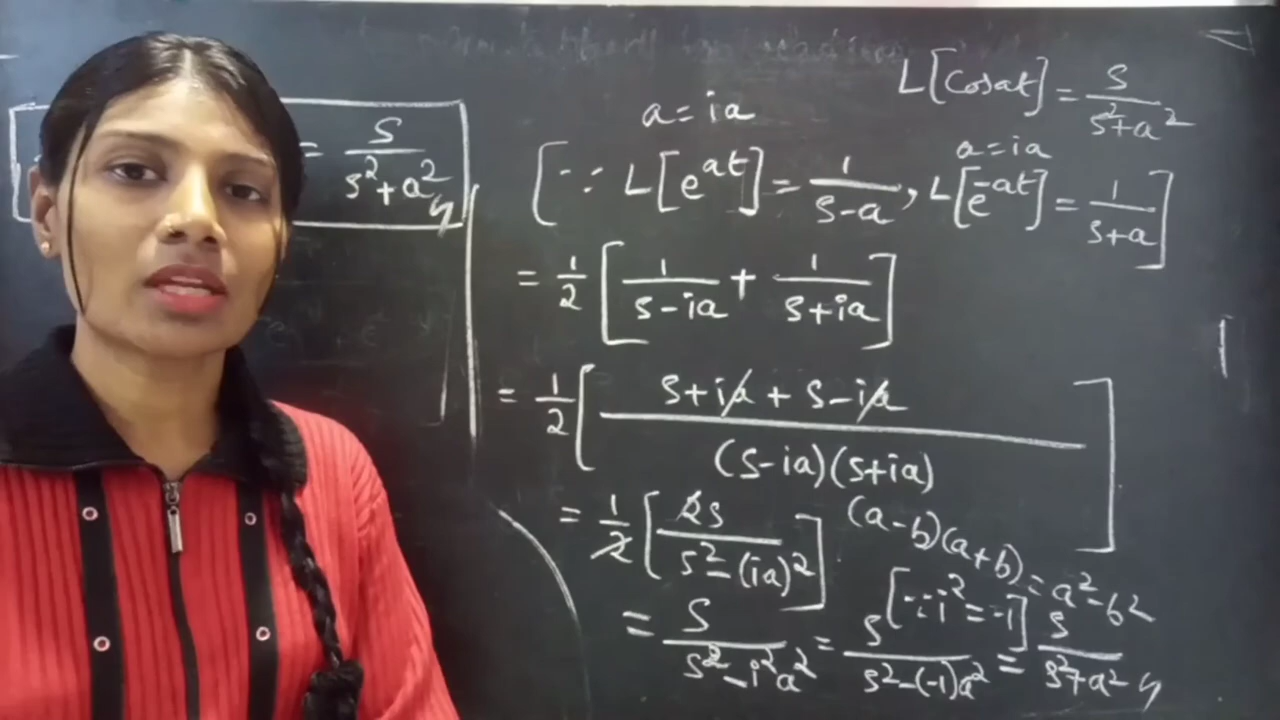 L[Cosat] = s/s²+a²
= s/s²+a²
a = ia
a = ia
[∵ L[e^at] = 1/s-a, L[e^-at] = 1/s+a]
= 1/2 [1/s-ia + 1/s+ia]
= 1/2 [s+ia + s-ia/(s-ia)(s+ia)]
(a-b)(a+b) = a²-b²
= 1/2 [2s/s²-(ia)²]
[∵ i² = -1]
= s/s²-i²a² = s/s²-(-1)a² = s/s²+a²